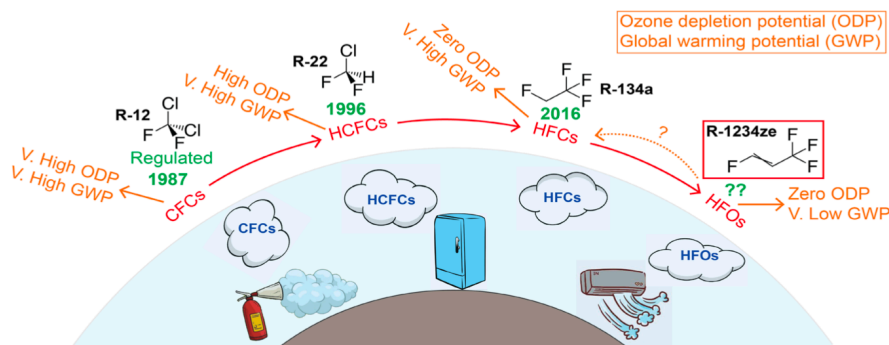 Ozone depletion potential (ODP)
Global warming potential (GWP)
V. High ODP
V. High GWP
R-12
Cl
F
Cl
F
Regulated
1987
CFCs
High ODP
V. High GWP
R-22
Cl
F
H
F
1996
HCFCs
Zero ODP
V. High GWP
F
F
F
F
R-134a
2016
HFCs
?
R-1234ze
F
F
F
F
??
HFOs
Zero ODP
V. Low GWP
CFCs
HCFCs
HFCs
HFOs